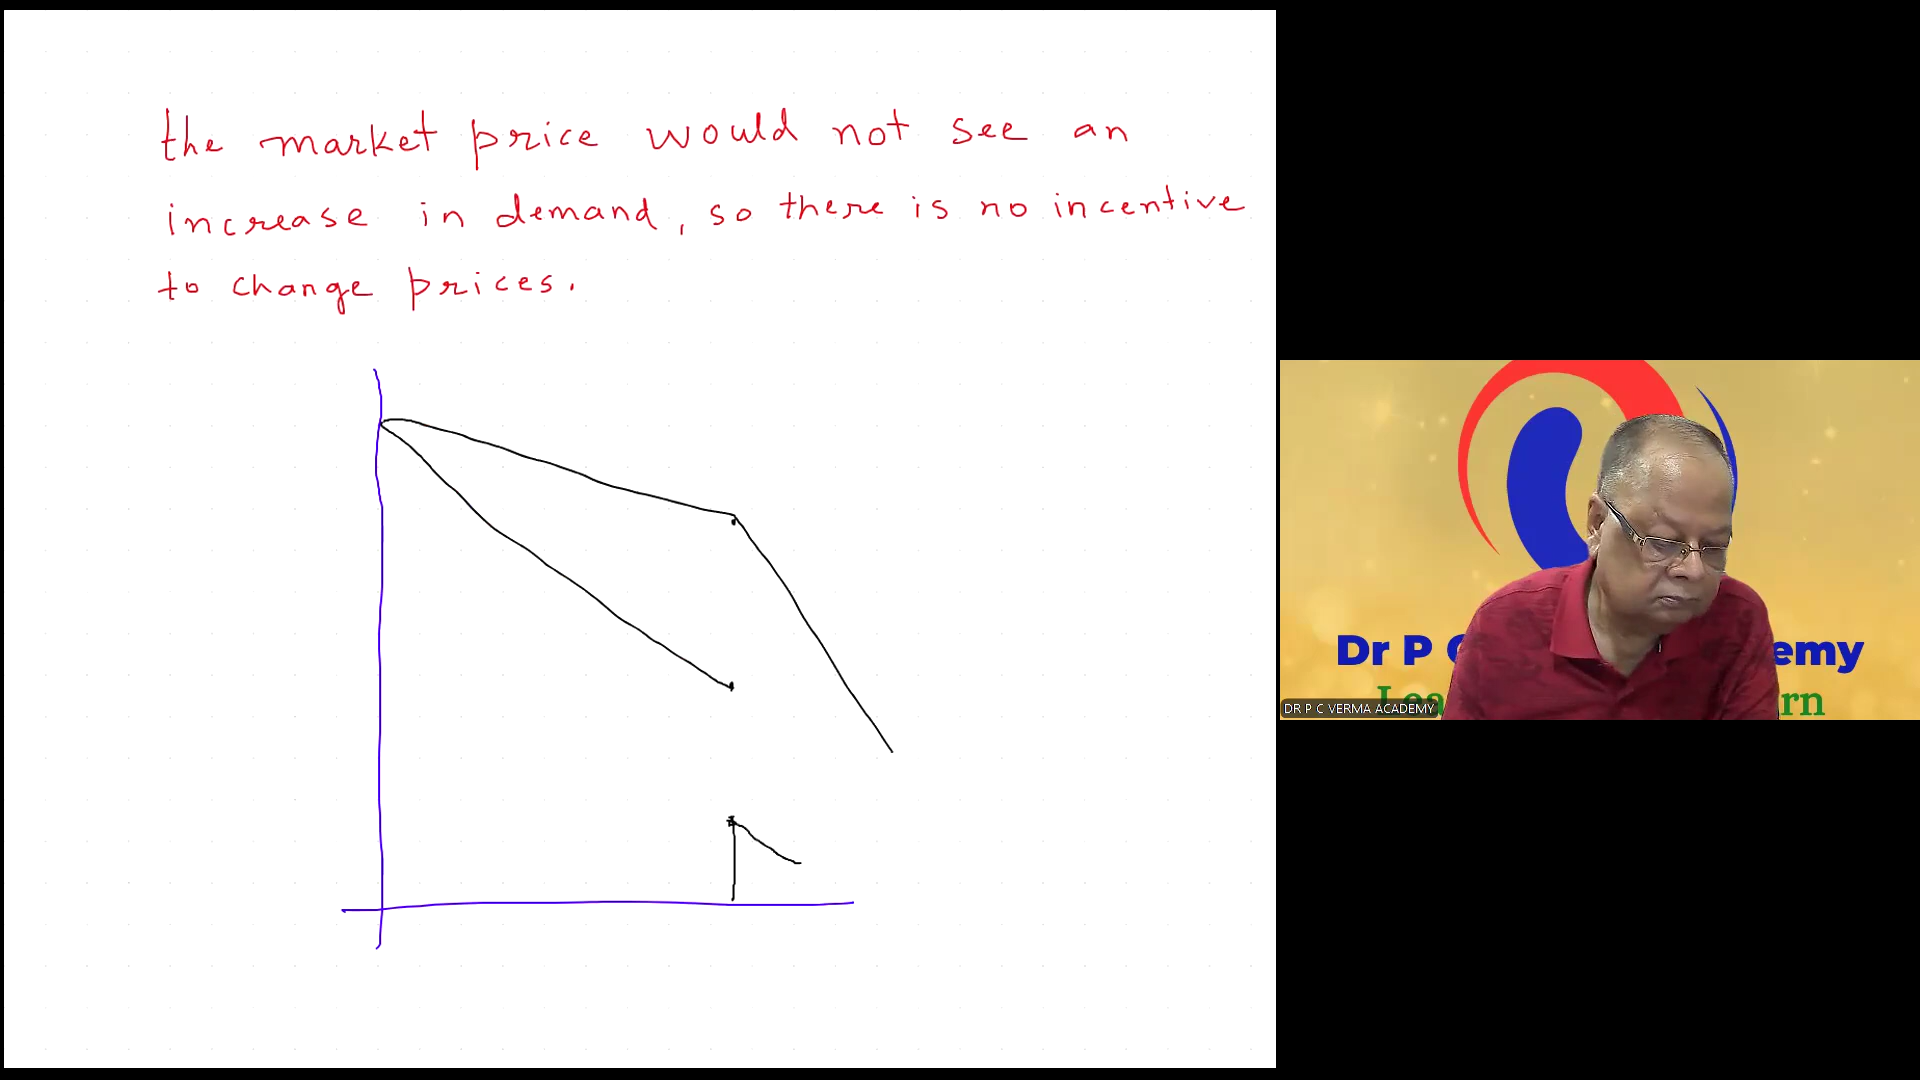 the market price would not see an
increase in demand, so there is no incentive
to change prices.
Dr P C
emy
Lea
rn
DR P C VERMA ACADEMY